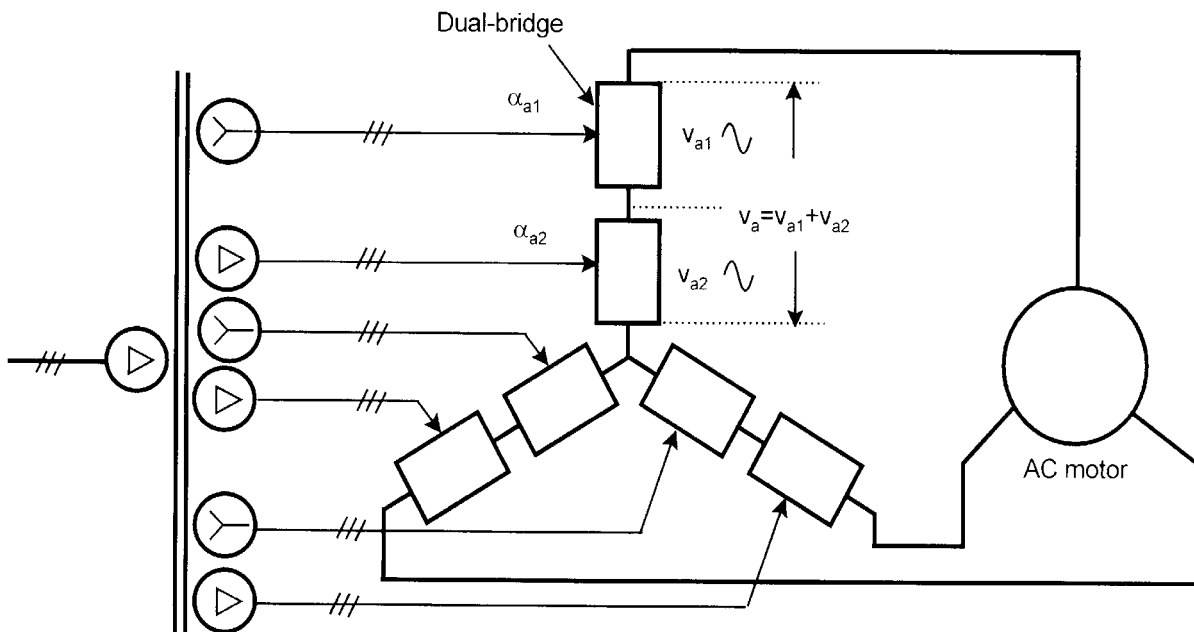 Dual-bridge
αa1
va1
va=va1+va2
αa2
va2
AC motor